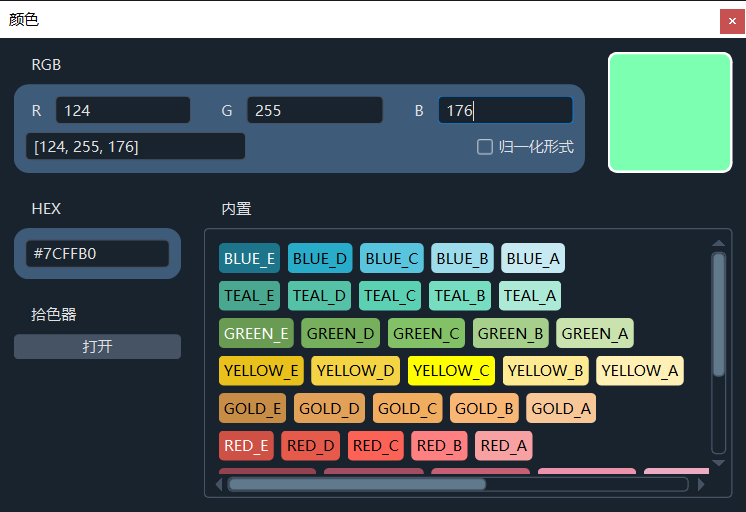 颜色
RGB
R 124 G 255 B 176
[124, 255, 176] 归一化形式
HEX
#7CFFB0
拾色器
打开
内置
BLUE_E BLUE_D BLUE_C BLUE_B BLUE_A
TEAL_E TEAL_D TEAL_C TEAL_B TEAL_A
GREEN_E GREEN_D GREEN_C GREEN_B GREEN_A
YELLOW_E YELLOW_D YELLOW_C YELLOW_B YELLOW_A
GOLD_E GOLD_D GOLD_C GOLD_B GOLD_A
RED_E RED_D RED_C RED_B RED_A